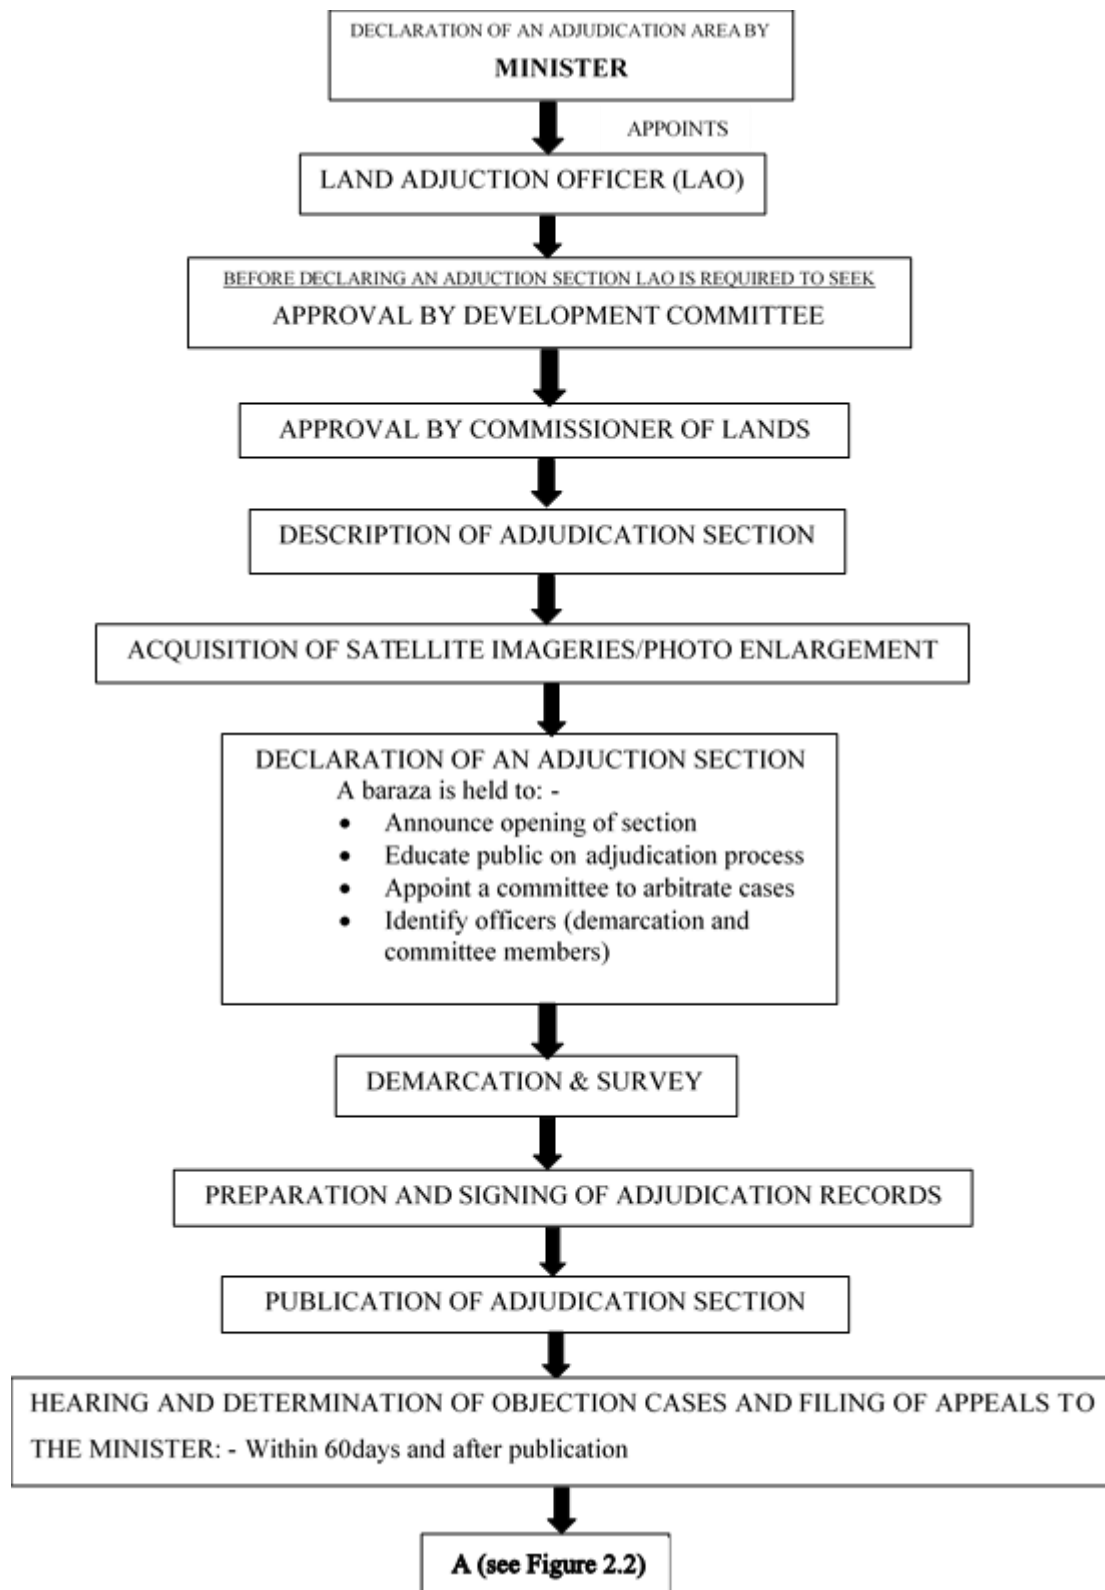 DECLARATION OF AN ADJUDICATION AREA BY
MINISTER
APPOINTS
LAND ADJUCTION OFFICER (LAO)
BEFORE DECLARING AN ADJUCTION SECTION LAO IS REQUIRED TO SEEK
APPROVAL BY DEVELOPMENT COMMITTEE
APPROVAL BY COMMISSIONER OF LANDS
DESCRIPTION OF ADJUDICATION SECTION
ACQUISITION OF SATELLITE IMAGERIES/PHOTO ENLARGEMENT
DECLARATION OF AN ADJUCTION SECTION
A baraza is held to: -
• Announce opening of section
• Educate public on adjudication process
• Appoint a committee to arbitrate cases
• Identify officers (demarcation and
committee members)
DEMARCATION & SURVEY
PREPARATION AND SIGNING OF ADJUDICATION RECORDS
PUBLICATION OF ADJUDICATION SECTION
HEARING AND DETERMINATION OF OBJECTION CASES AND FILING OF APPEALS TO
THE MINISTER: - Within 60days and after publication
A (see Figure 2.2)